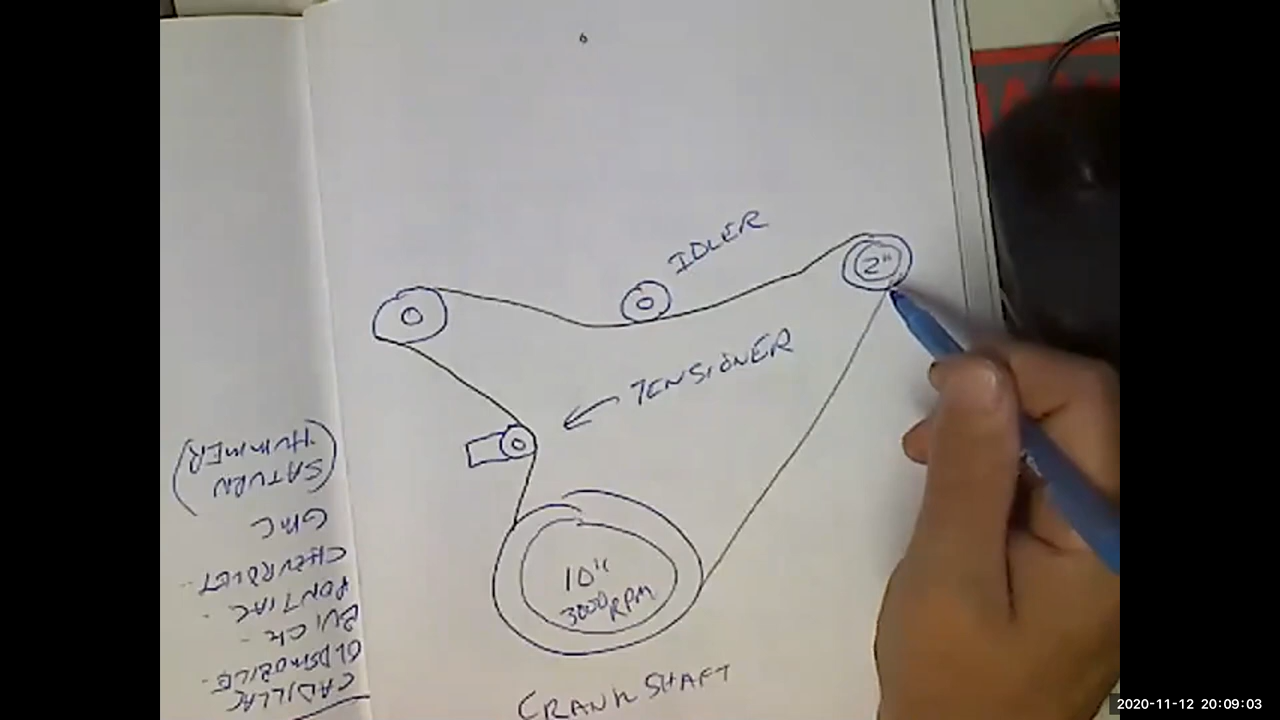 IDLER
2"
TENSIONER
10"
3000 RPM
CRANKSHAFT
CADILLAC
OLDSMOBILE
BUICK
PONTIAC
CHEVROLET
GMC
(SATURN
HUMMER)
2020-11-12 20:09:03